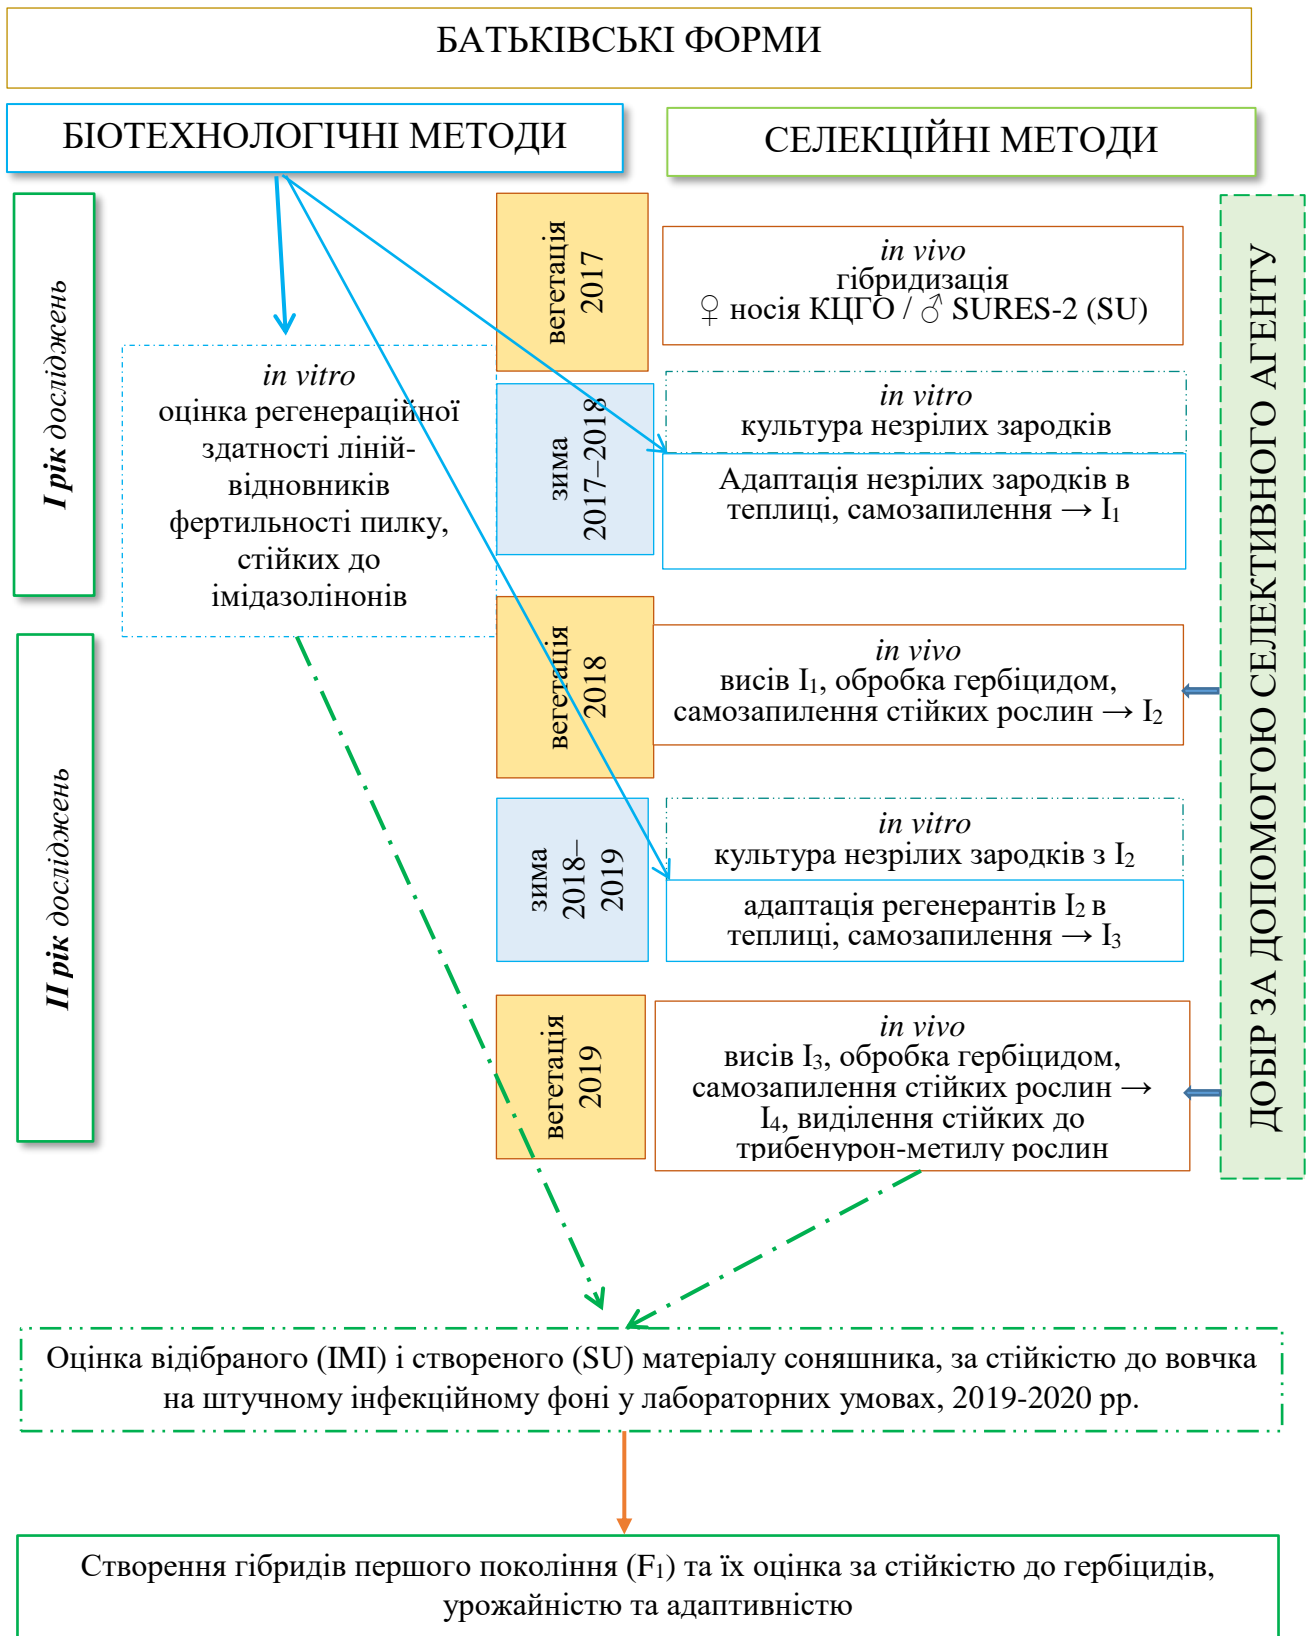 БАТЬКІВСЬКІ ФОРМИ
БІОТЕХНОЛОГІЧНІ МЕТОДИ
СЕЛЕКЦІЙНІ МЕТОДИ
I рік досліджень
in vitro
оцінка регенераційної
здатності ліній-
відновників
фертильності пилку,
стійких до
імідазолінонів
вегетація
2017
in vivo
гібридизація
♀ носія КЦГО / ♂ SURES-2 (SU)
зима
2017–2018
in vitro
культура незрілих зародків
Адаптація незрілих зародків в
теплиці, самозапилення → I₁
II рік досліджень
вегетація
2018
in vivo
висів I₁, обробка гербіцидом,
самозапилення стійких рослин → I₂
зима
2018–
2019
in vitro
культура незрілих зародків з I₂
адаптація регенерантів I₂ в
теплиці, самозапилення → I₃
вегетація
2019
in vivo
висів I₃, обробка гербіцидом,
самозапилення стійких рослин →
I₄, виділення стійких до
трибенурон-метилу рослин
ДОБІР ЗА ДОПОМОГОЮ СЕЛЕКТИВНОГО АГЕНТУ
Оцінка відібраного (IMI) і створеного (SU) матеріалу соняшника, за стійкістю до вовчка
на штучному інфекційному фоні у лабораторних умовах, 2019-2020 рр.
Створення гібридів першого покоління (F₁) та їх оцінка за стійкістю до гербіцидів,
урожайністю та адаптивністю